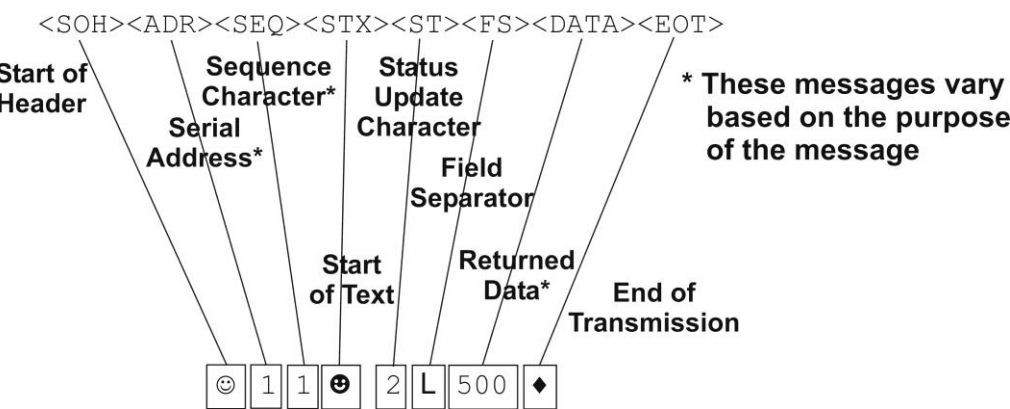 <SOH><ADR><SEQ><STX><ST><FS><DATA><EOT>
Start of
Header
Serial
Address*
Sequence
Character*
Start
of Text
Status
Update
Character
Field
Separator
Returned
Data*
End of
Transmission
* These messages vary
based on the purpose
of the message
☺ 1 1 ☻ 2 L 500 ♦